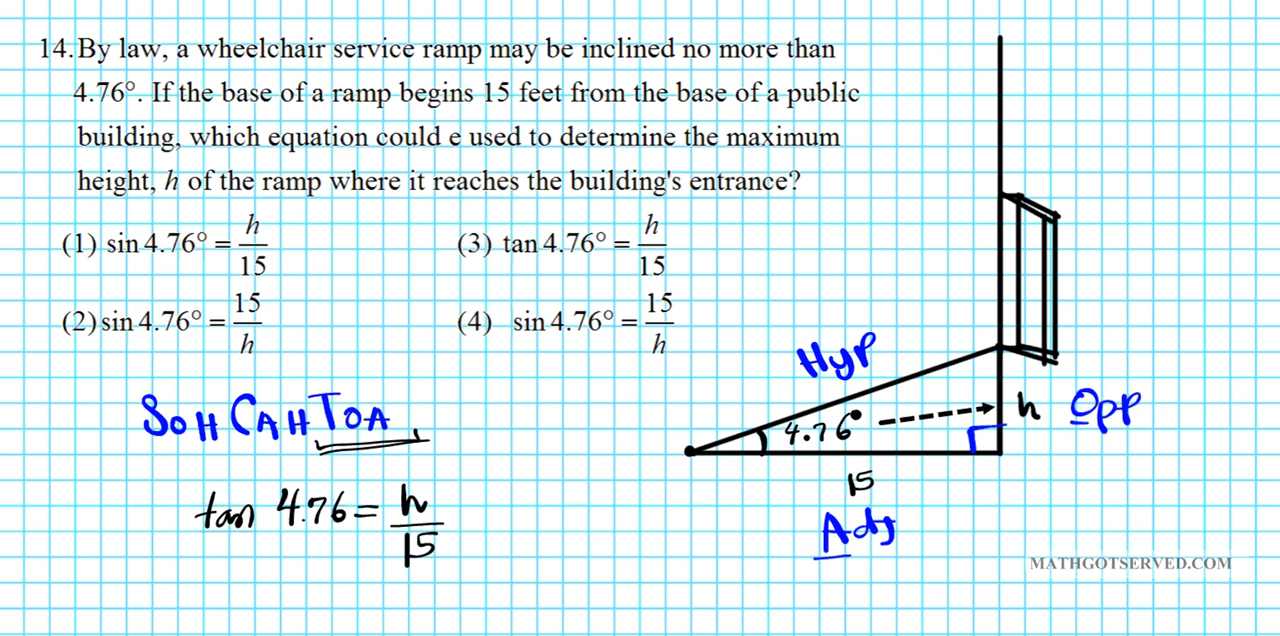 14. By law, a wheelchair service ramp may be inclined no more than
4.76°. If the base of a ramp begins 15 feet from the base of a public
building, which equation could e used to determine the maximum
height, h of the ramp where it reaches the building's entrance?
(1) sin 4.76° = h/15
(3) tan 4.76° = h/15
(2) sin 4.76° = 15/h
(4) sin 4.76° = 15/h
Hyp
SOH CAH TOA
4.76°
h Opp
15
tan 4.76 = h/15
Adj
MATHGOTSERVED.COM